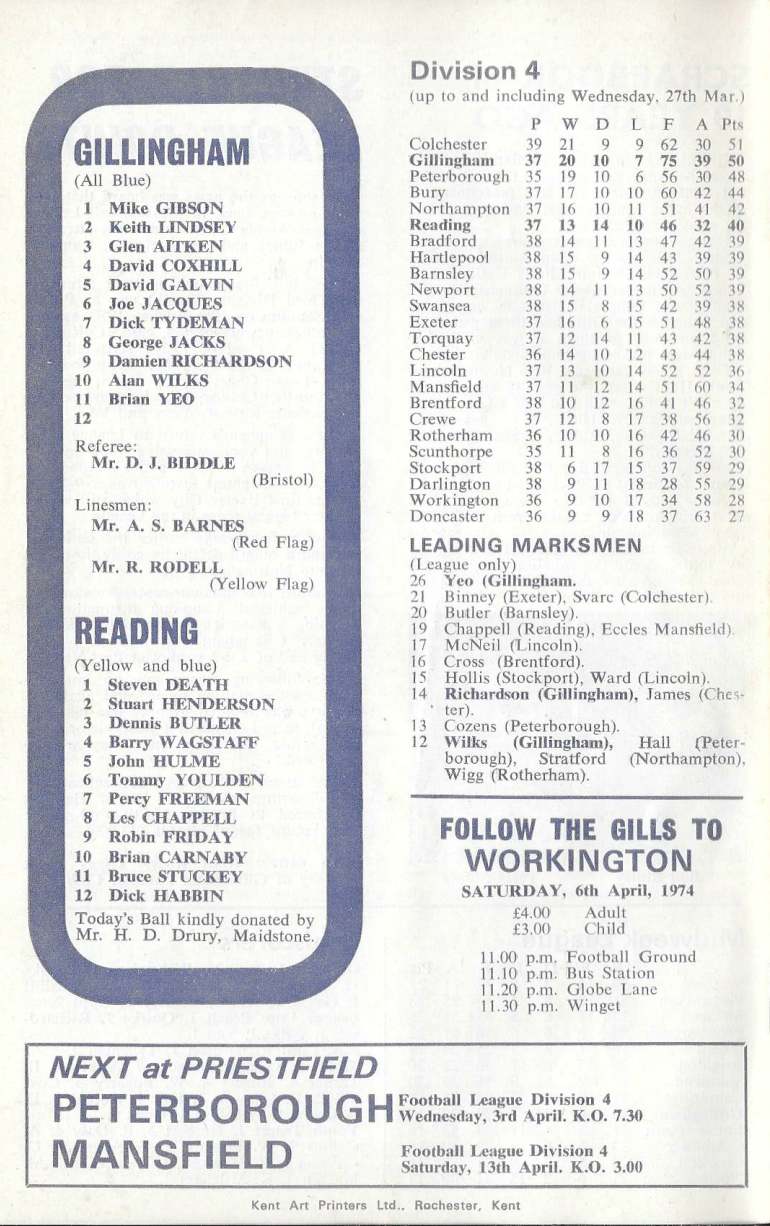 GILLINGHAM
(All Blue)
1 Mike GIBSON
2 Keith LINDSEY
3 Glen AITKEN
4 David COXHILL
5 David GALVIN
6 Joe JACQUES
7 Dick TYDEMAN
8 George JACKS
9 Damien RICHARDSON
10 Alan WILKS
11 Brian YEO
12
Referee:
Mr. D. J. BIDDLE
(Bristol)
Linesmen:
Mr. A. S. BARNES
(Red Flag)
Mr. R. RODELL
(Yellow Flag)
READING
(Yellow and blue)
1 Steven DEATH
2 Stuart HENDERSON
3 Dennis BUTLER
4 Barry WAGSTAFF
5 John HULME
6 Tommy YOULDEN
7 Percy FREEMAN
8 Les CHAPPELL
9 Robin FRIDAY
10 Brian CARNABY
11 Bruce STUCKEY
12 Dick HABBIN
Today's Ball kindly donated by
Mr. H. D. Drury, Maidstone.
Division 4
(up to and including Wednesday, 27th Mar.)
P W D L F A Pts
Colchester 39 21 9 9 62 30 51
Gillingham 37 20 10 7 75 39 50
Peterborough 35 19 10 6 56 30 48
Bury 37 17 10 10 60 42 44
Northampton 37 16 10 11 51 41 42
Reading 37 13 14 10 46 32 40
Bradford 38 14 11 13 47 42 39
Hartlepool 38 15 9 14 43 39 39
Barnsley 38 15 9 14 52 50 39
Newport 38 14 11 13 50 52 39
Swansea 38 15 8 15 42 39 38
Exeter 37 16 6 15 51 48 38
Torquay 37 12 14 11 43 42 38
Chester 36 14 10 12 43 44 38
Lincoln 37 13 10 14 52 52 36
Mansfield 37 11 12 14 51 60 34
Brentford 38 10 12 16 41 46 32
Crewe 37 12 8 17 38 56 32
Rotherham 36 10 10 16 42 46 30
Scunthorpe 35 11 8 16 36 52 30
Stockport 38 6 17 15 37 59 29
Darlington 38 9 11 18 28 55 29
Workington 36 9 10 17 34 58 28
Doncaster 36 9 9 18 37 63 27
LEADING MARKSMEN
(League only)
26 Yeo (Gillingham.
21 Binney (Exeter), Svarc (Colchester).
20 Butler (Barnsley).
19 Chappell (Reading), Eccles Mansfield).
17 McNeil (Lincoln).
16 Cross (Brentford).
15 Hollis (Stockport), Ward (Lincoln).
14 Richardson (Gillingham), James (Ches-
ter).
13 Cozens (Peterborough).
12 Wilks (Gillingham), Hall (Peter-
borough), Stratford (Northampton),
Wigg (Rotherham).
FOLLOW THE GILLS TO
WORKINGTON
SATURDAY, 6th April, 1974
£4.00 Adult
£3.00 Child
11.00 p.m. Football Ground
11.10 p.m. Bus Station
11.20 p.m. Globe Lane
11.30 p.m. Winget
NEXT at PRIESTFIELD
PETERBOROUGH Football League Division 4
Wednesday, 3rd April. K.O. 7.30
MANSFIELD Football League Division 4
Saturday, 13th April. K.O. 3.00
Kent Art Printers Ltd., Rochester, Kent